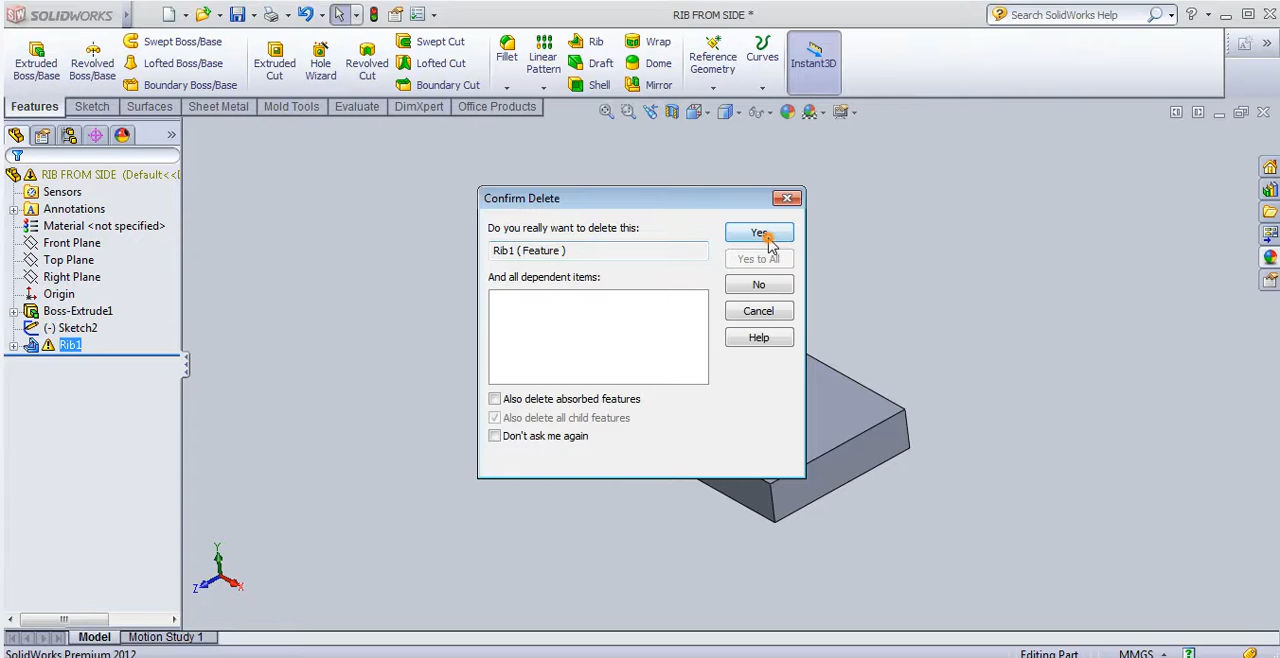 SOLIDWORKS
RIB FROM SIDE *
Search SolidWorks Help
Extruded Boss/Base
Revolved Boss/Base
Swept Boss/Base
Lofted Boss/Base
Boundary Boss/Base
Extruded Cut
Hole Wizard
Revolved Cut
Swept Cut
Lofted Cut
Boundary Cut
Fillet
Linear Pattern
Rib
Draft
Shell
Wrap
Dome
Mirror
Reference Geometry
Curves
Instant3D
Features
Sketch
Surfaces
Sheet Metal
Mold Tools
Evaluate
DimXpert
Office Products
RIB FROM SIDE (Default<<D
Sensors
Annotations
Material <not specified>
Front Plane
Top Plane
Right Plane
Origin
Boss-Extrude1
(-) Sketch2
Rib1
Confirm Delete
Do you really want to delete this:
Rib1 ( Feature )
And all dependent items:
Yes
Yes to All
No
Cancel
Help
Also delete absorbed features
Also delete all child features
Don't ask me again
Y
Z
X
Model
Motion Study 1
SolidWorks Premium 2012
Editing Part
MMGS